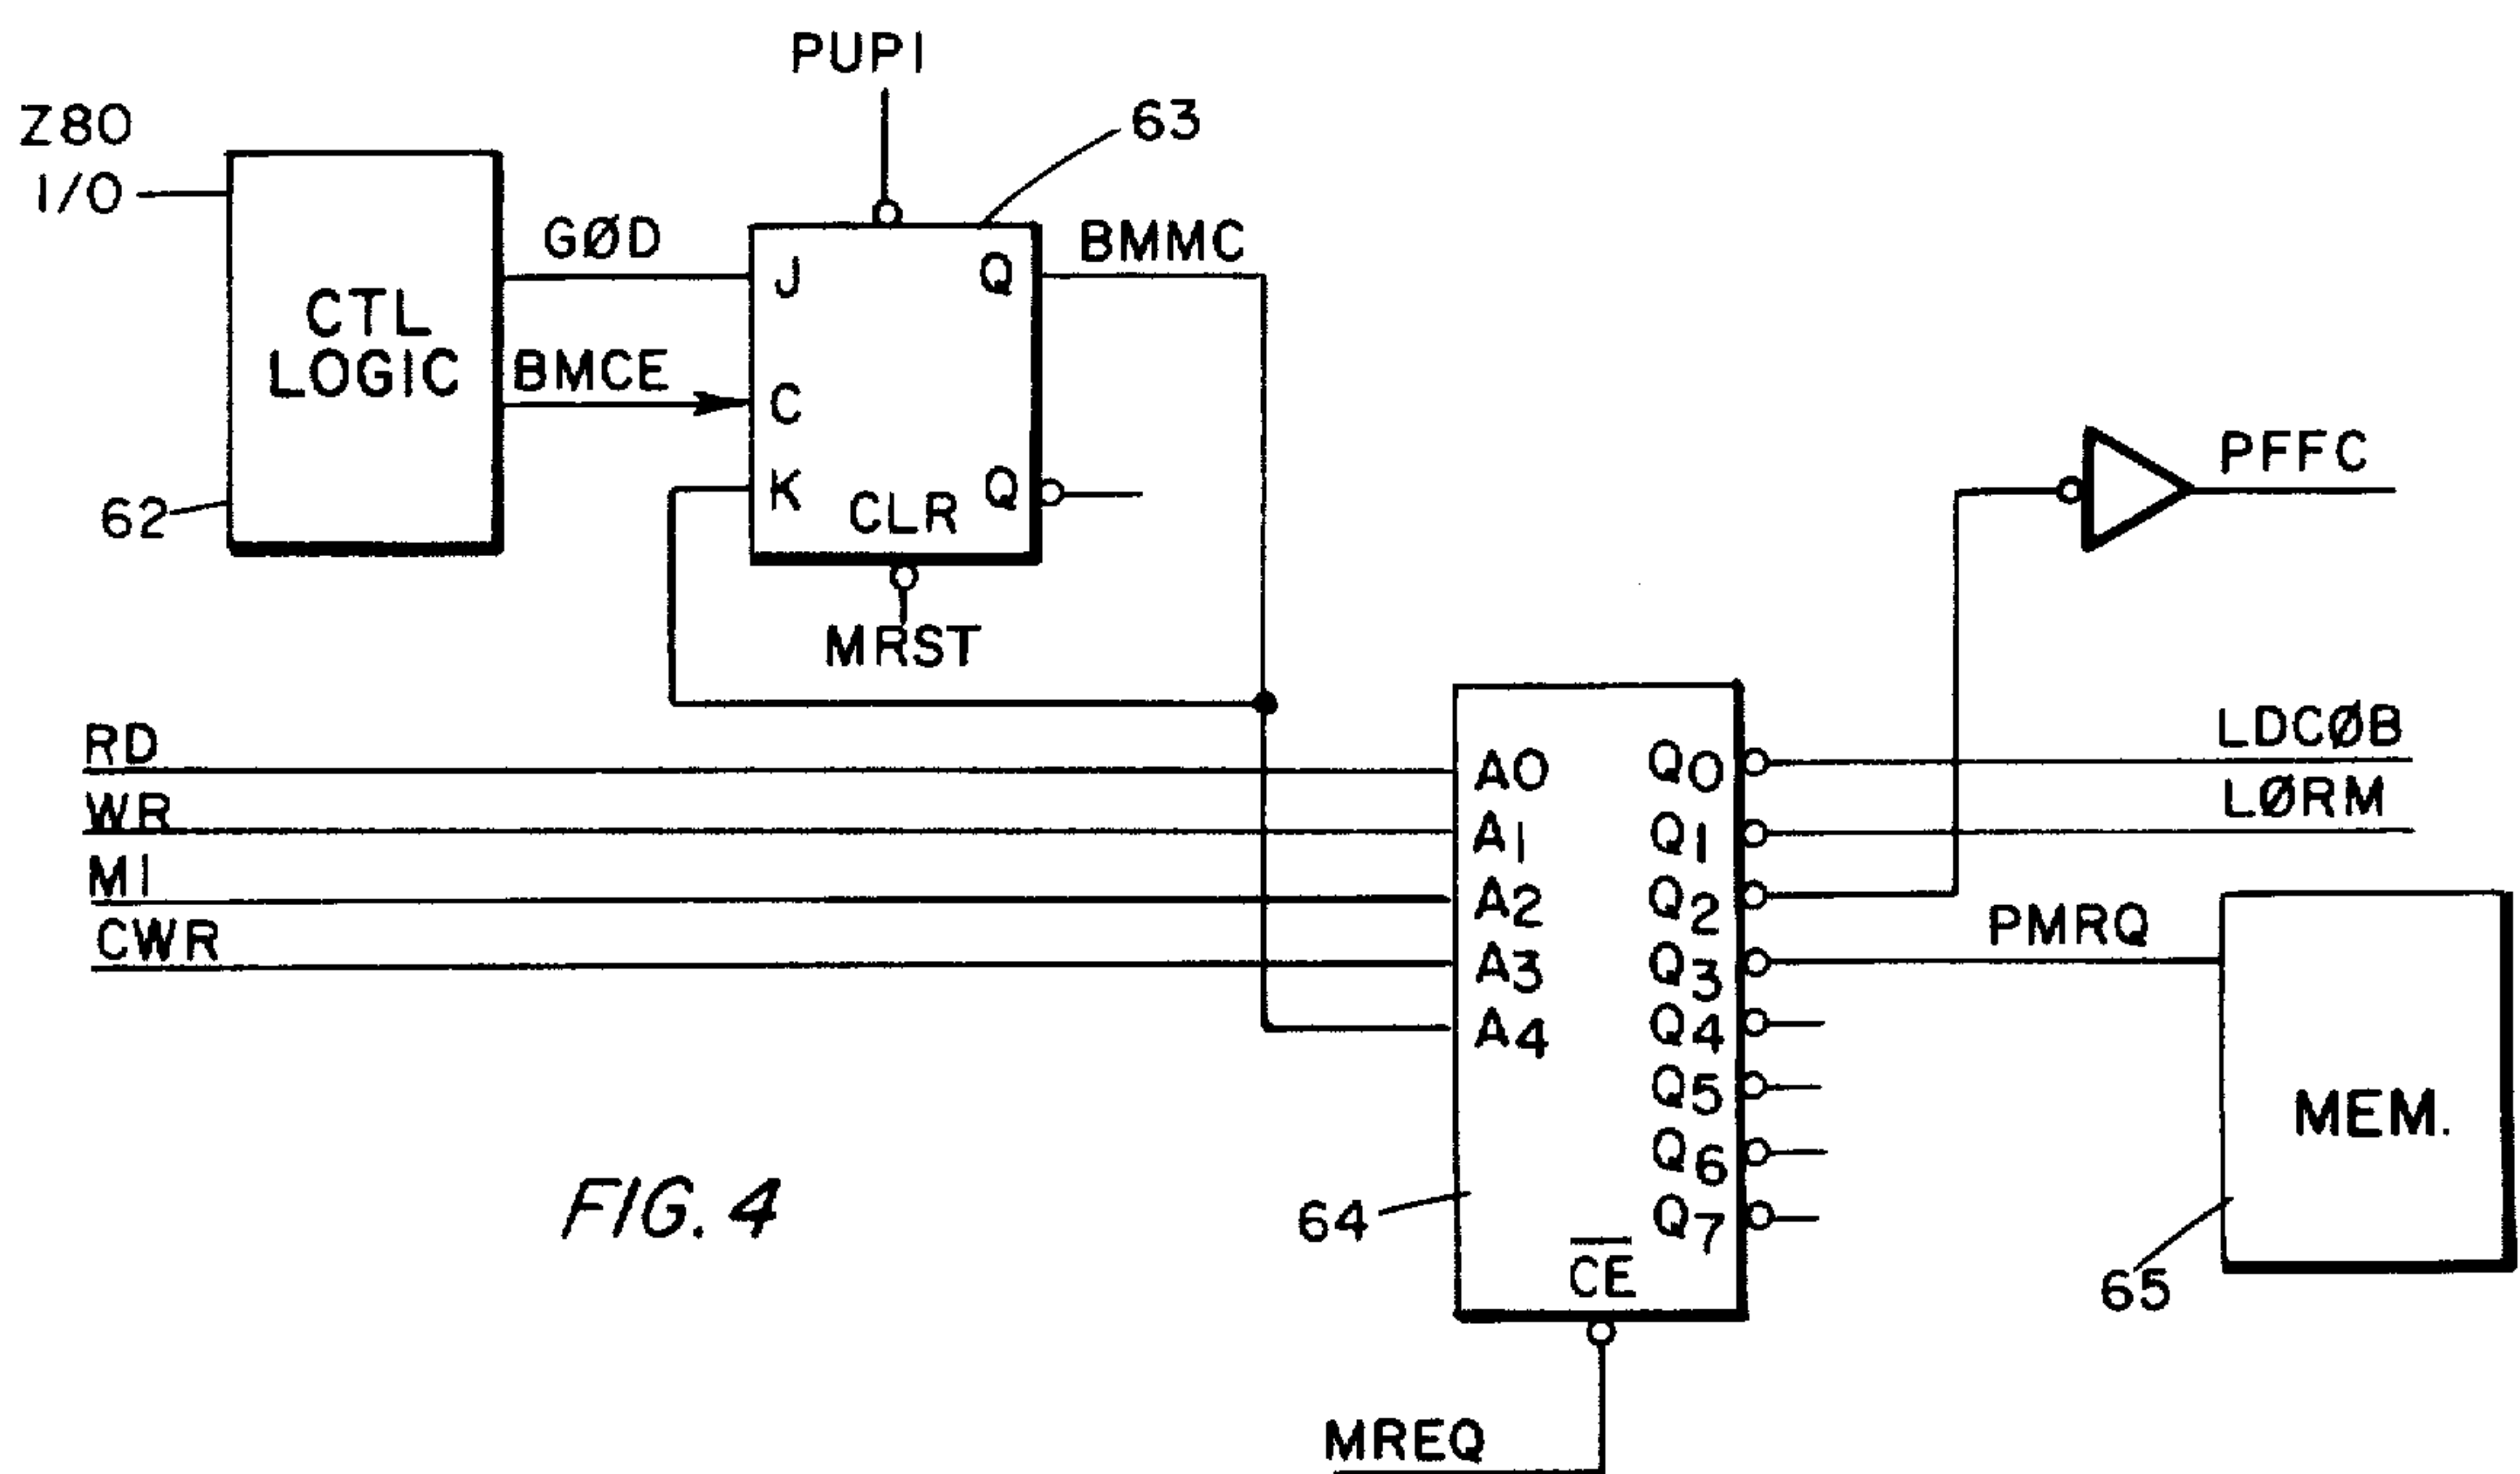 PUPI
63
Z80
I/O
GØD
BMMC
J
Q
CTL
LOGIC
BMCE
C
PFFC
K
Q
CLR
62
MRST
RD
LDCØB
A0
Q0
WR
LØRM
A1
Q1
M1
A2
Q2
CWR
PMRQ
A3
Q3
A4
Q4
Q5
MEM.
Q6
FIG. 4
64
Q7
CE
65
MREQ